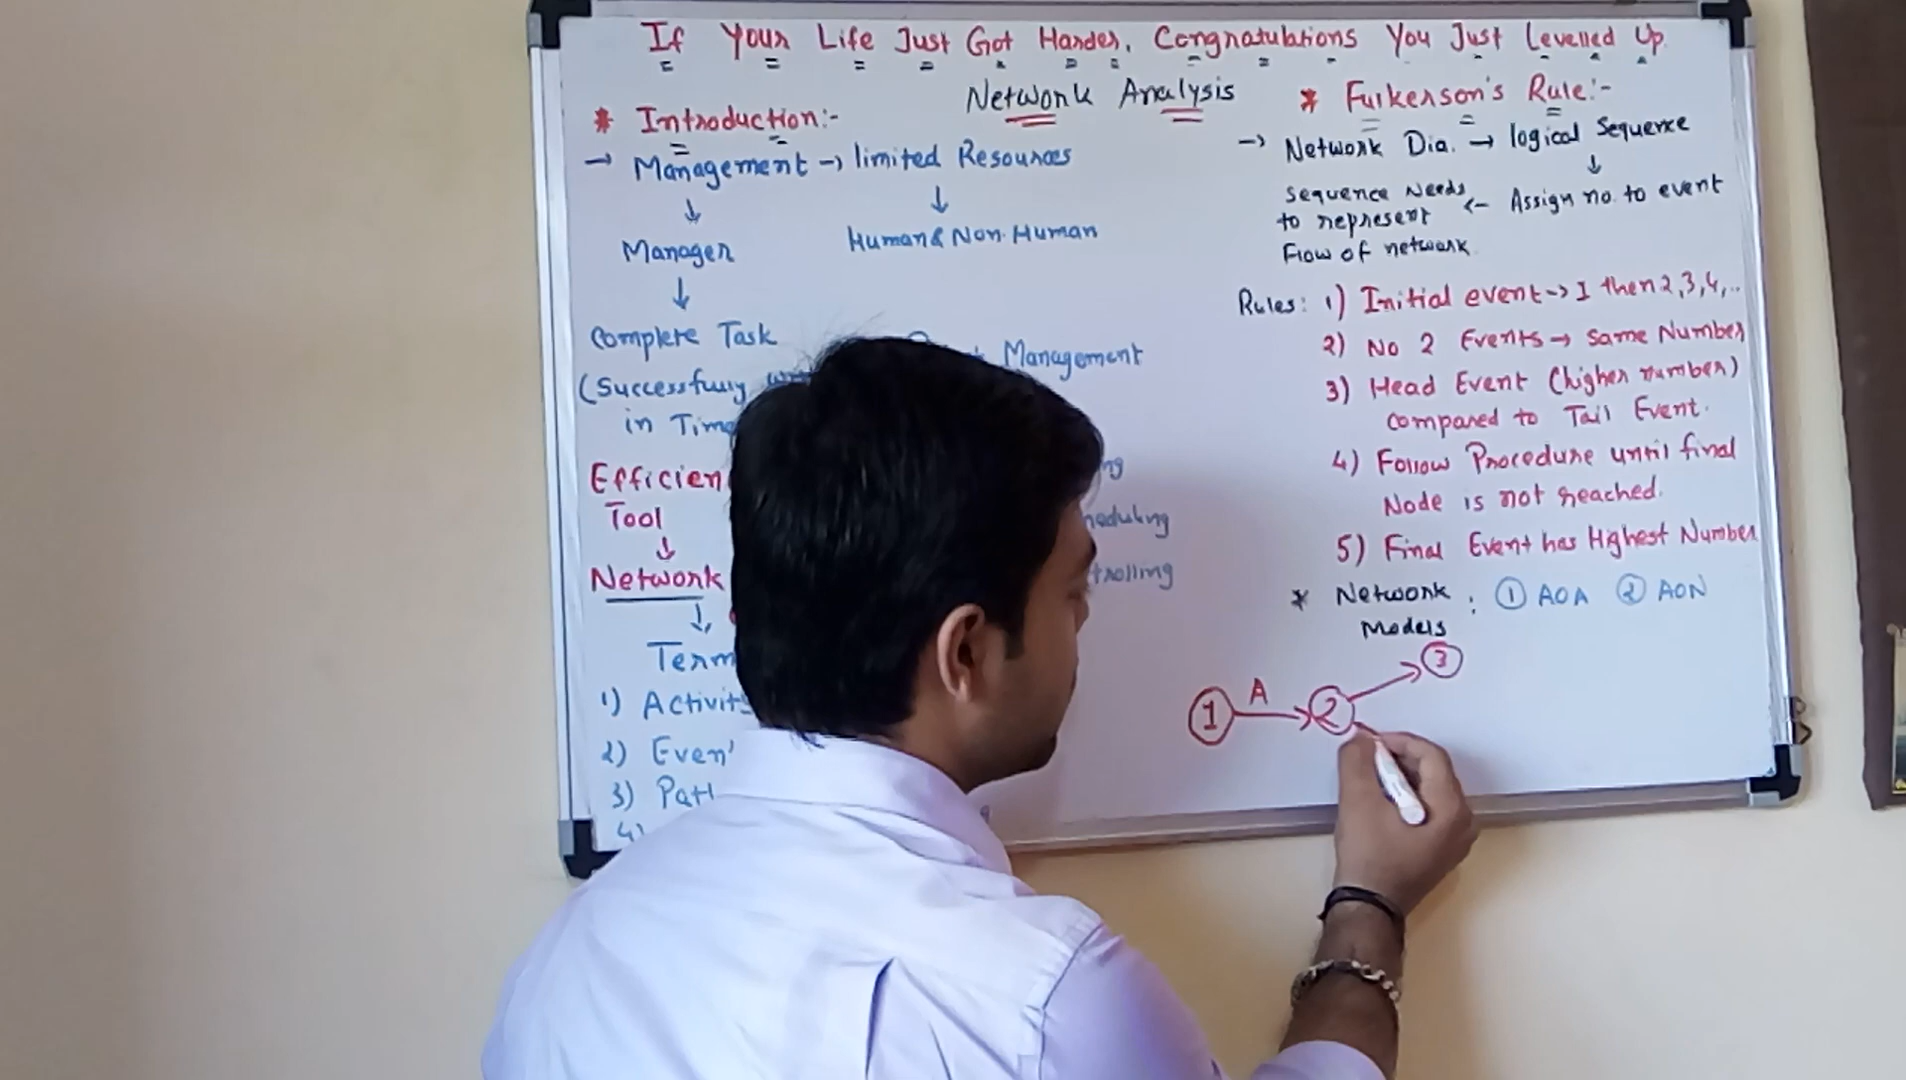 If Your Life Just Got Harder, Congratulations You Just Levelled Up
Network Analysis
* Introduction:-
→ Management → limited Resources
↓ ↓
Manager Human & Non-Human
↓
Complete Task
Management
(Successfully
in Time
Efficien
Tool
↓
Network
↓
Term
1) Activit
2) Even
3) Pat
4)
heduling
trolling
* Fulkerson's Rule:-
→ Network Dia. → logical Sequence
↓
Sequence Needs ← Assign no. to event
to represent
Flow of network
Rules: 1) Initial event → 1 then 2,3,4,..
2) No 2 Events → Same Number
3) Head Event (higher number)
compared to Tail Event.
4) Follow Procedure until final
Node is not reached.
5) Final Event has Highest Number
* Network : ① AOA ② AON
Models
3
1 A 2